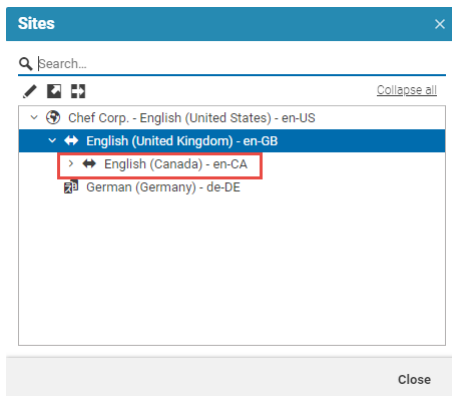 Sites
Search...
Collapse all
Chef Corp. - English (United States) - en-US
English (United Kingdom) - en-GB
English (Canada) - en-CA
German (Germany) - de-DE
Close